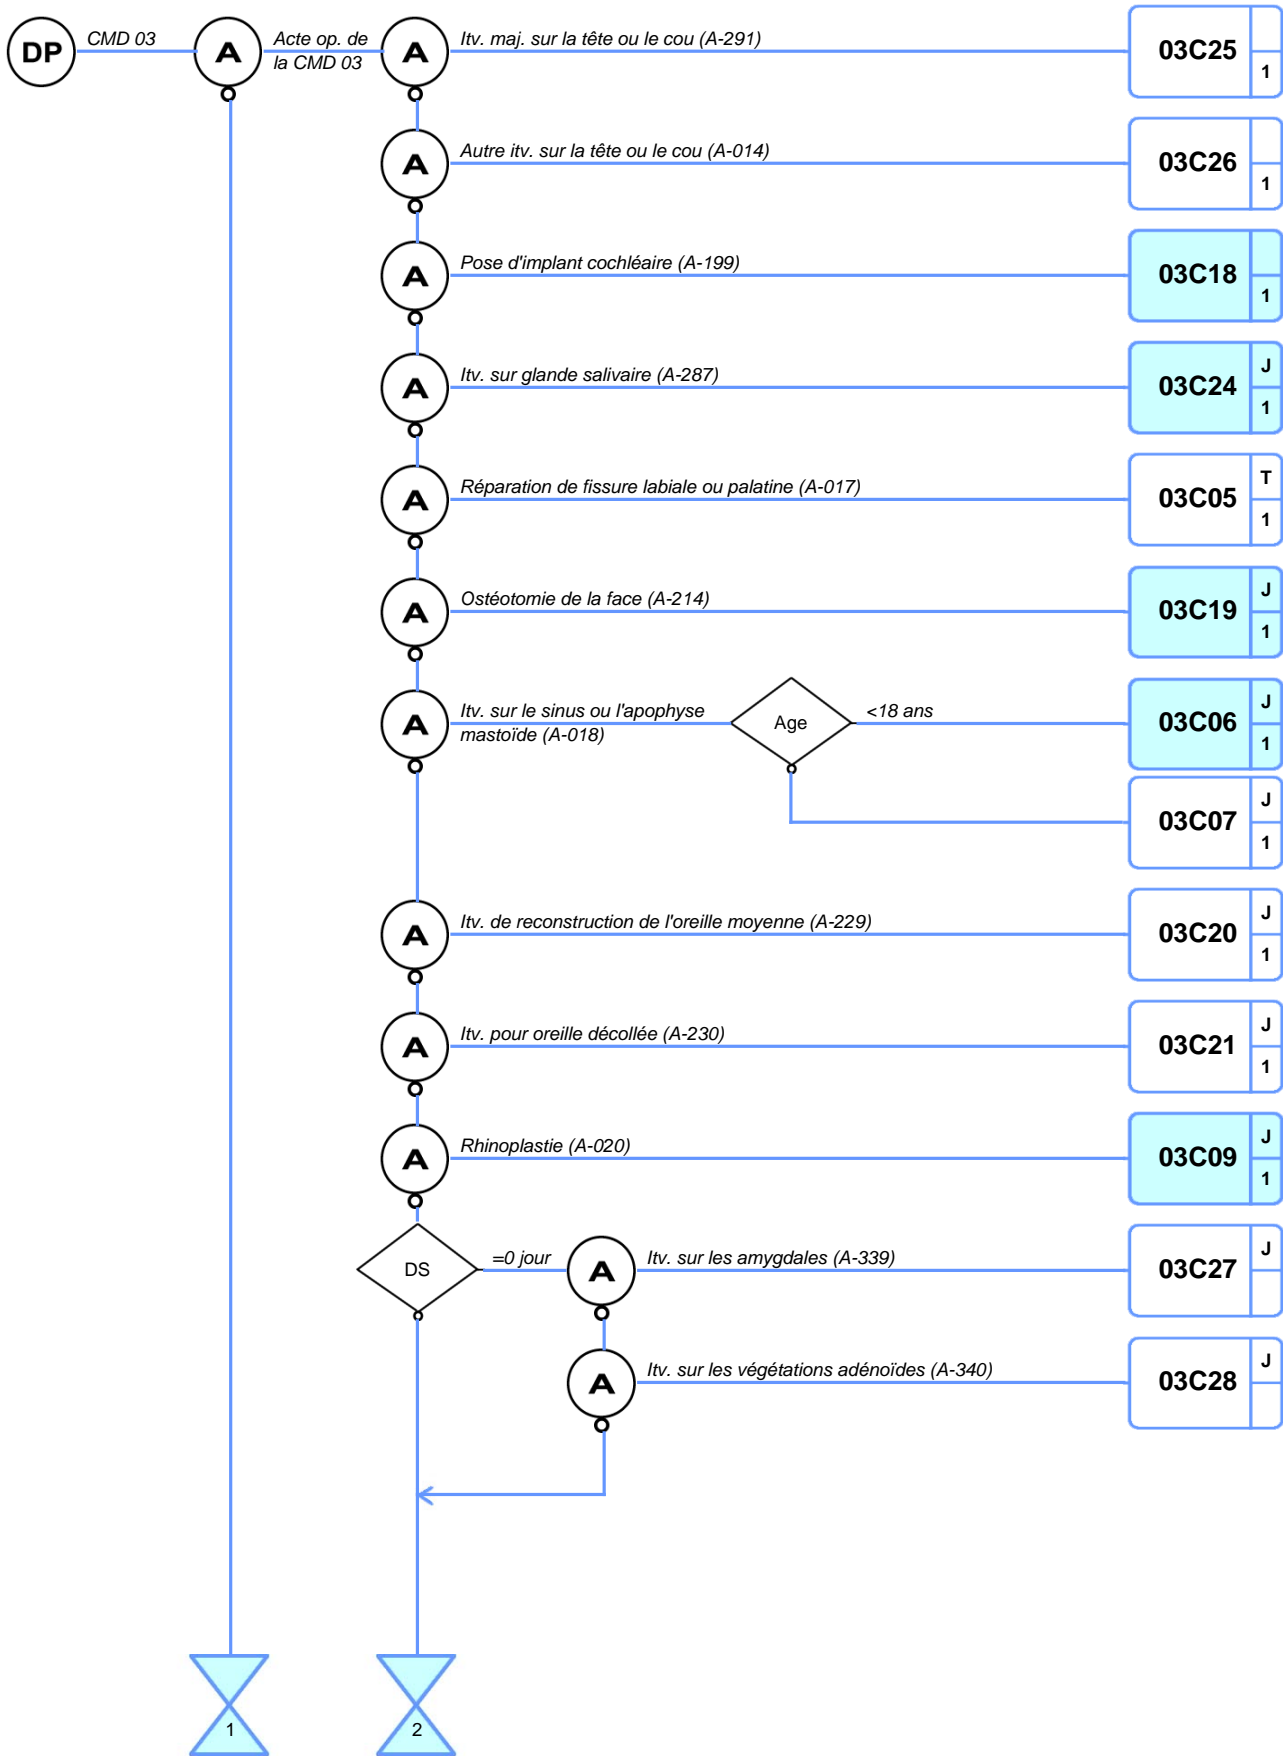 DP
CMD 03
A
Acte op. de
la CMD 03
A
Itv. maj. sur la tête ou le cou (A-291)
03C25
1
A
Autre itv. sur la tête ou le cou (A-014)
03C26
1
A
Pose d'implant cochléaire (A-199)
03C18
1
A
Itv. sur glande salivaire (A-287)
03C24
J
1
A
Réparation de fissure labiale ou palatine (A-017)
03C05
T
1
A
Ostéotomie de la face (A-214)
03C19
J
1
A
Itv. sur le sinus ou l'apophyse
mastoïde (A-018)
Age
<18 ans
03C06
J
1
03C07
J
1
A
Itv. de reconstruction de l'oreille moyenne (A-229)
03C20
J
1
A
Itv. pour oreille décollée (A-230)
03C21
J
1
A
Rhinoplastie (A-020)
03C09
J
1
DS
=0 jour
A
Itv. sur les amygdales (A-339)
03C27
J
A
Itv. sur les végétations adénoïdes (A-340)
03C28
J
1
2